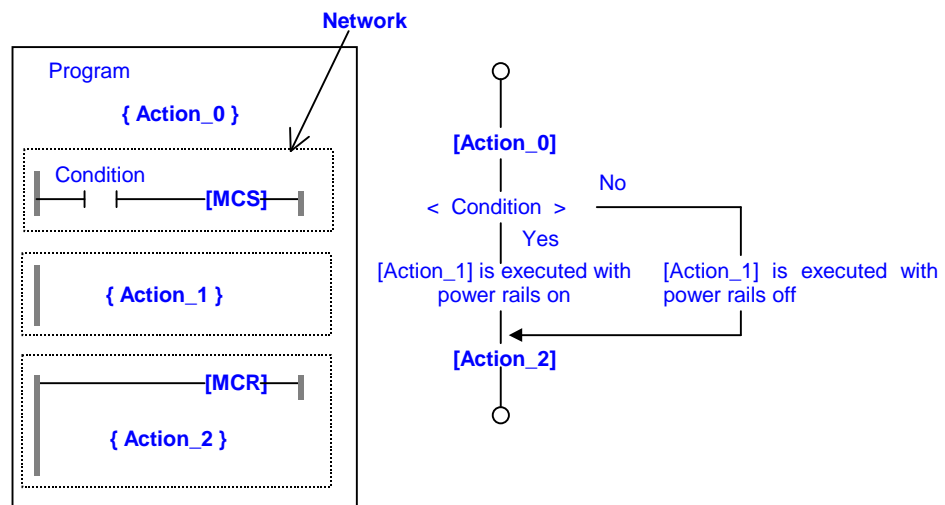 Network
Program
{ Action_0 }
Condition
[MCS]
{ Action_1 }
[MCR]
{ Action_2 }
[Action_0]
< Condition >
No
Yes
[Action_1] is executed with
power rails on
[Action_1] is executed with
power rails off
[Action_2]